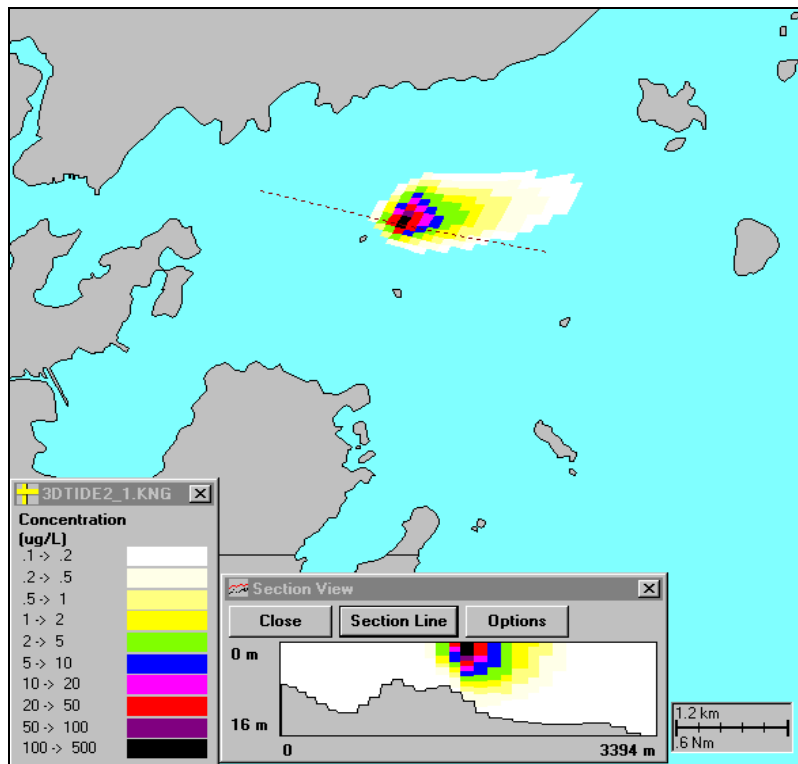 3DTIDE2_1.KNG
Concentration
(ug/L)
.1 -> .2
.2 -> .5
.5 -> 1
1 -> 2
2 -> 5
5 -> 10
10 -> 20
20 -> 50
50 -> 100
100 -> 500
Section View
Close Section Line Options
0 m
16 m
0 3394 m
1.2 km
.6 Nm